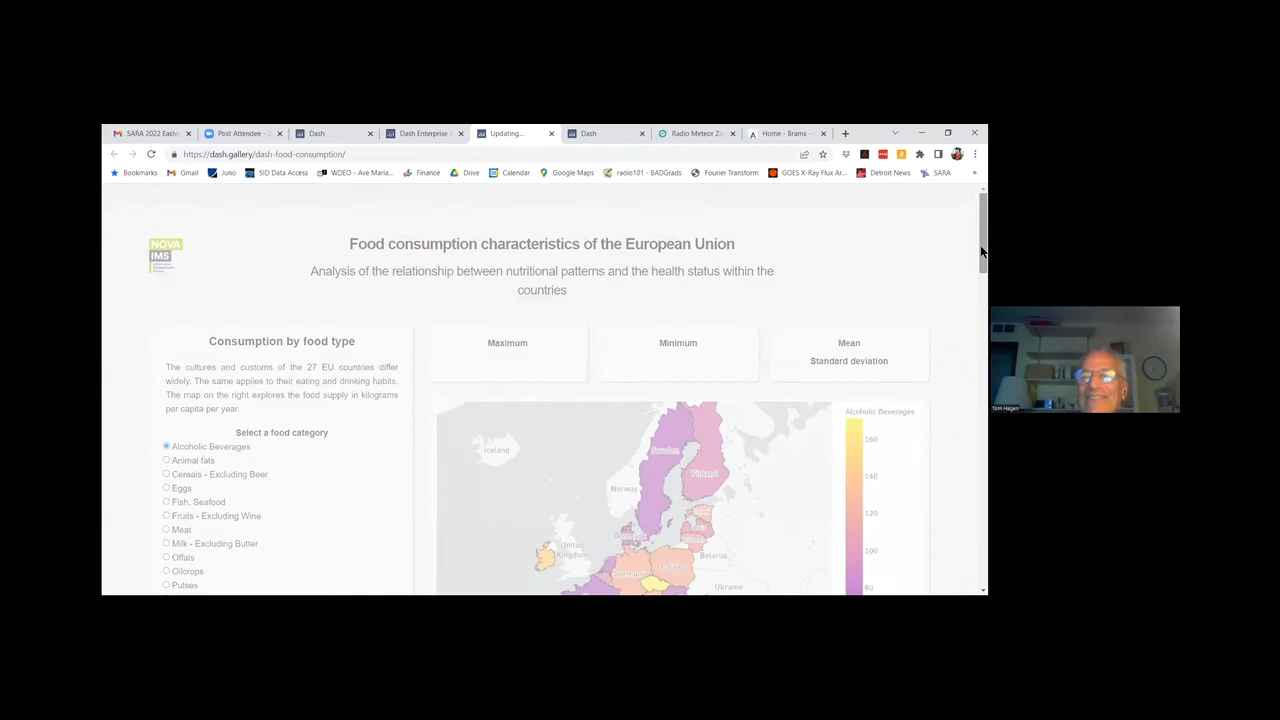 SARA 2022 Easte
Post Attendee - Z
Dash
Dash Enterprise A
Updating...
Dash
Radio Meteor Zo
Home - Brams -
https://dash.gallery/dash-food-consumption/
Bookmarks
Gmail
Juno
SID Data Access
WDEO - Ave Maria...
Finance
Drive
Calendar
Google Maps
radio101 - BADGrads
Fourier Transform
GOES X-Ray Flux Ar...
Detroit News
SARA
»
NOVA
IMS
Food consumption characteristics of the European Union
Analysis of the relationship between nutritional patterns and the health status within the
countries
Consumption by food type
The cultures and customs of the 27 EU countries differ
widely. The same applies to their eating and drinking habits.
The map on the right explores the food supply in kilograms
per capita per year.
Select a food category
Alcoholic Beverages
Animal fats
Cereals - Excluding Beer
Eggs
Fish, Seafood
Fruits - Excluding Wine
Meat
Milk - Excluding Butter
Offals
Oilcrops
Pulses
Maximum
Minimum
Mean
Standard deviation
Iceland
Sweden
Finland
Norway
Denmark
United
Kingdom
Belarus
Poland
Germany
Ukraine
Alcoholic Beverages
160
140
120
100
80
Tom Hagen